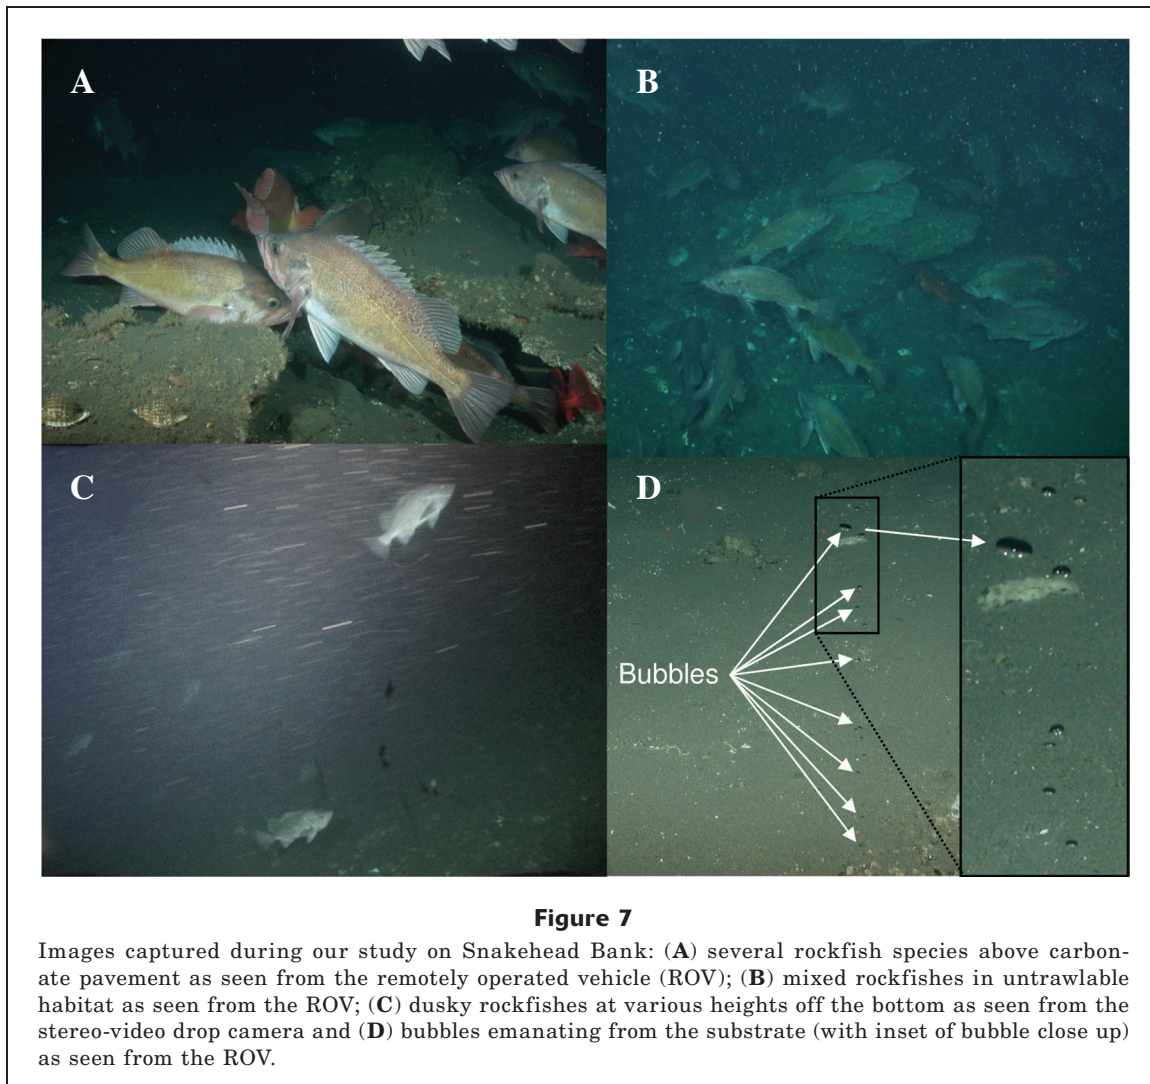 A
B
C
D
Bubbles
Figure 7
Images captured during our study on Snakehead Bank: (A) several rockfish species above carbon-
ate pavement as seen from the remotely operated vehicle (ROV); (B) mixed rockfishes in untrawlable
habitat as seen from the ROV; (C) dusky rockfishes at various heights off the bottom as seen from the
stereo-video drop camera and (D) bubbles emanating from the substrate (with inset of bubble close up)
as seen from the ROV.